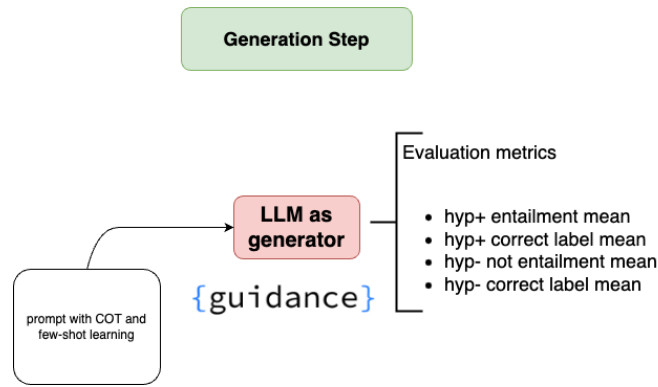 Generation Step
Evaluation metrics
LLM as
generator
hyp+ entailment mean
hyp+ correct label mean
hyp- not entailment mean
hyp- correct label mean
{guidance}
prompt with COT and
few-shot learning